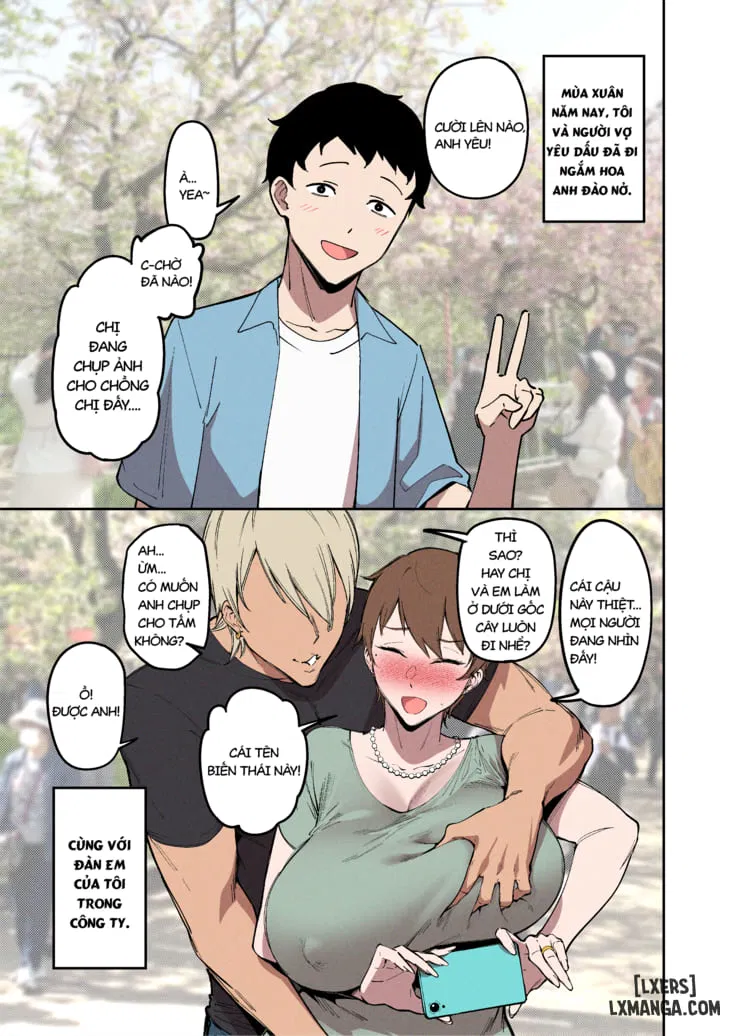 MÙA XUÂN
NĂM NAY, TÔI
VÀ NGƯỜI VỢ
YÊU DẤU ĐÃ ĐI
NGẮM HOA
ANH ĐÀO NỞ.
CƯỜI LÊN NÀO,
ANH YÊU!
À...
YEA~
C-CHỜ
ĐÃ NÀO!
CHỊ
ĐANG
CHỤP ẢNH
CHO CHỒNG
CHỊ ĐẤY....
THÌ
SAO?
HAY CHỊ
VÀ EM LÀM
Ở DƯỚI GỐC
CÂY LUÔN
ĐI NHỂ?
CÁI CẬU
NÀY THIỆT...
MỌI NGƯỜI
ĐANG NHÌN
ĐẤY!
AH...
ỪM...
CÓ MUỐN
ANH CHỤP
CHO TẤM
KHÔNG?
Ồ!
ĐƯỢC ANH!
CÁI TÊN
BIẾN THÁI NÀY!
CÙNG VỚI
ĐÀN EM
CỦA TÔI
TRONG
CÔNG TY.
[LXERS]
LXMANGA.COM